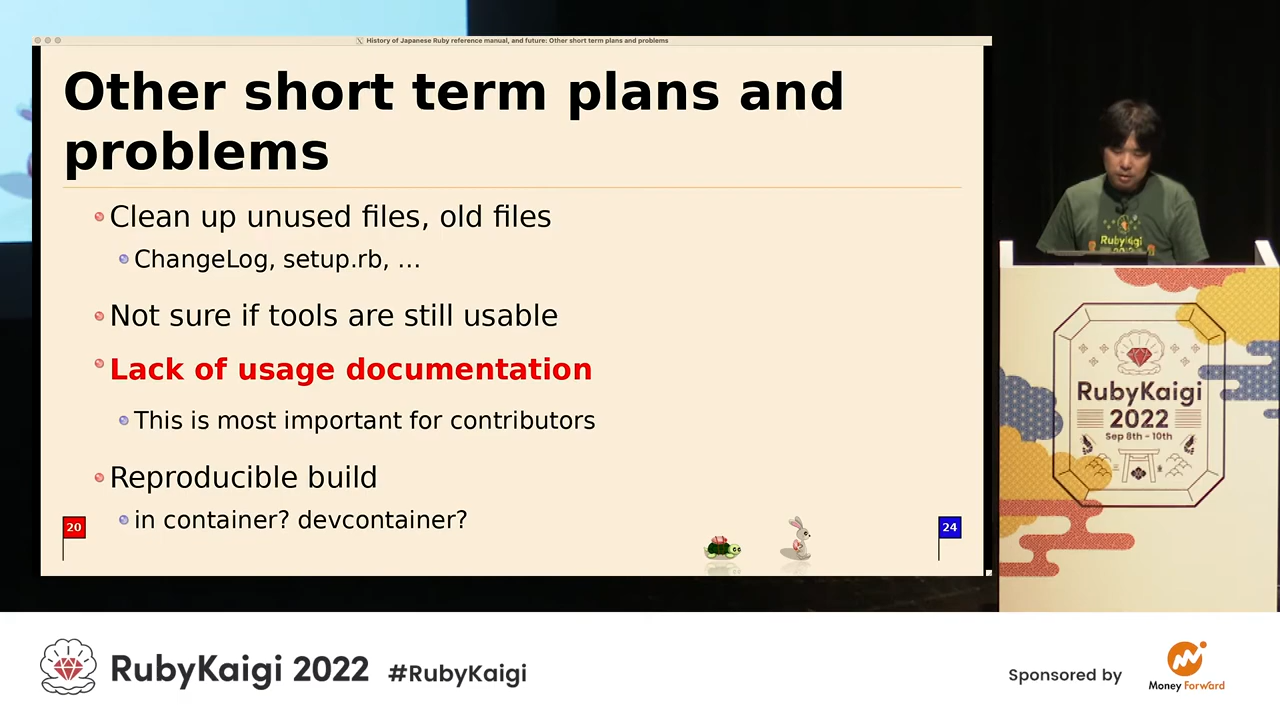 History of Japanese Ruby reference manual, and future: Other short term plans and problems
Other short term plans and
problems
Clean up unused files, old files
ChangeLog, setup.rb, ...
Not sure if tools are still usable
Lack of usage documentation
This is most important for contributors
Reproducible build
in container? devcontainer?
20
24
RubyKaigi
RubyKaigi
2022
Sep 8th - 10th
RubyKaigi 2022 #RubyKaigi
Sponsored by
Money Forward